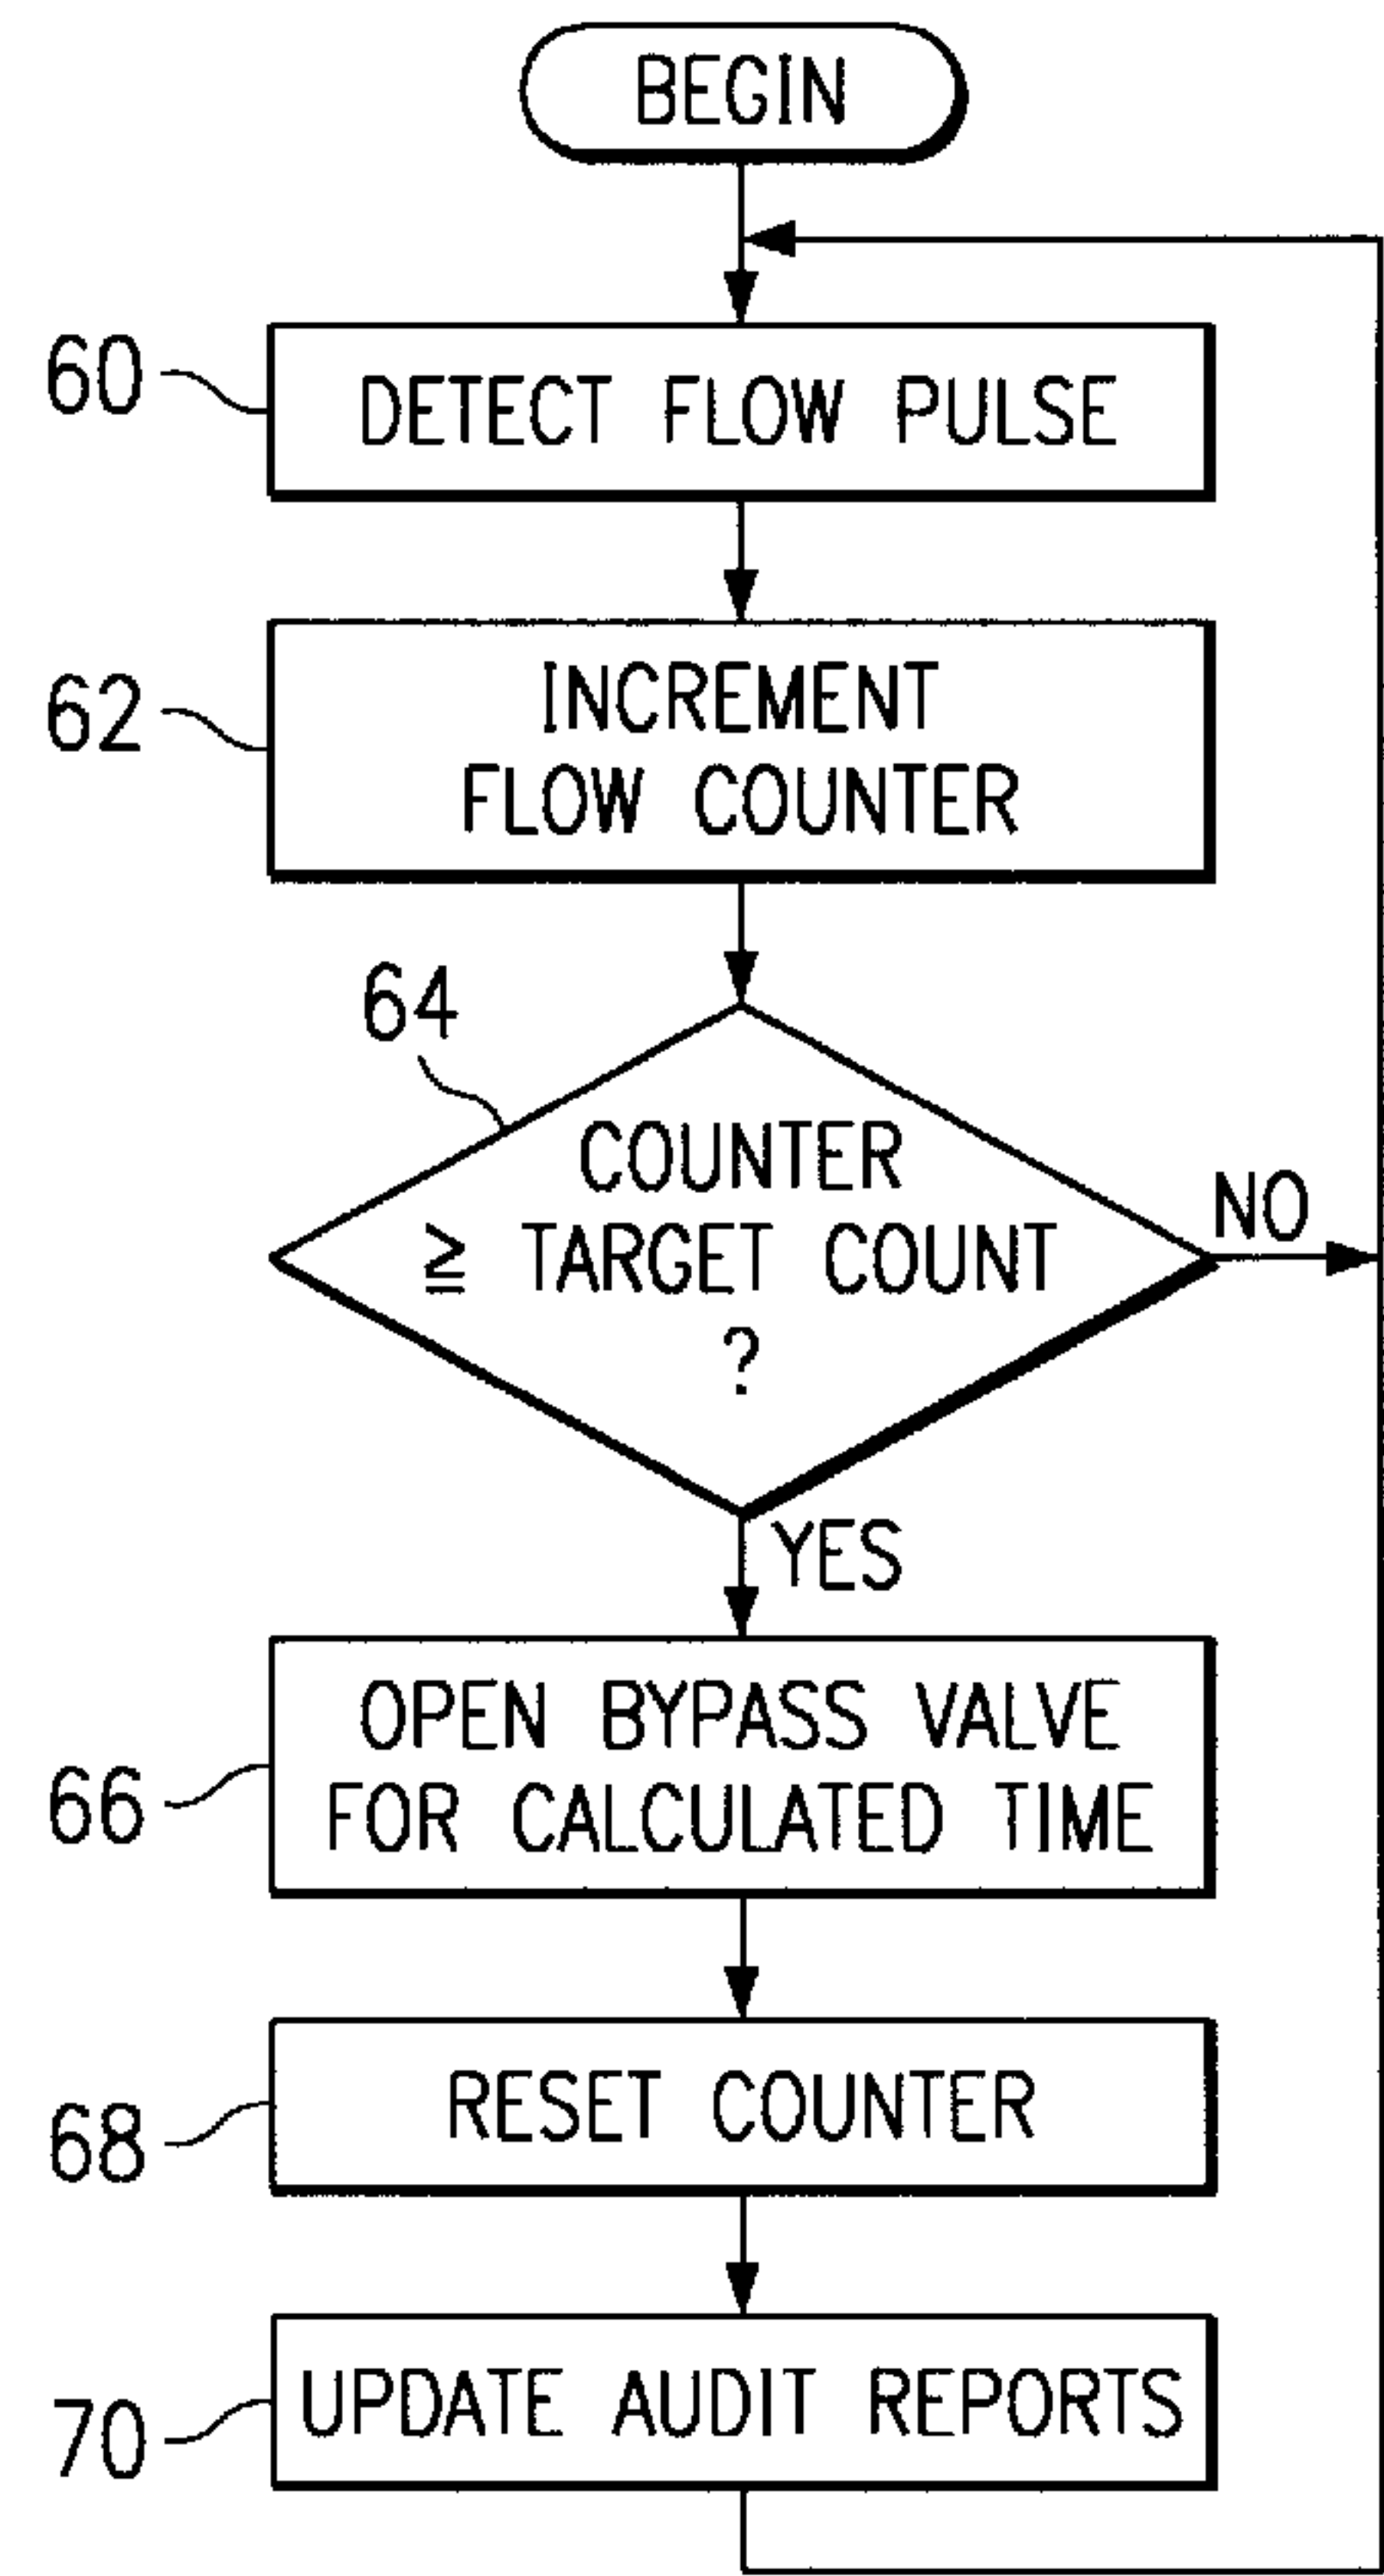 BEGIN
60
DETECT FLOW PULSE
62
INCREMENT
FLOW COUNTER
64
COUNTER
≧ TARGET COUNT
?
NO
YES
66
OPEN BYPASS VALVE
FOR CALCULATED TIME
68
RESET COUNTER
70
UPDATE AUDIT REPORTS